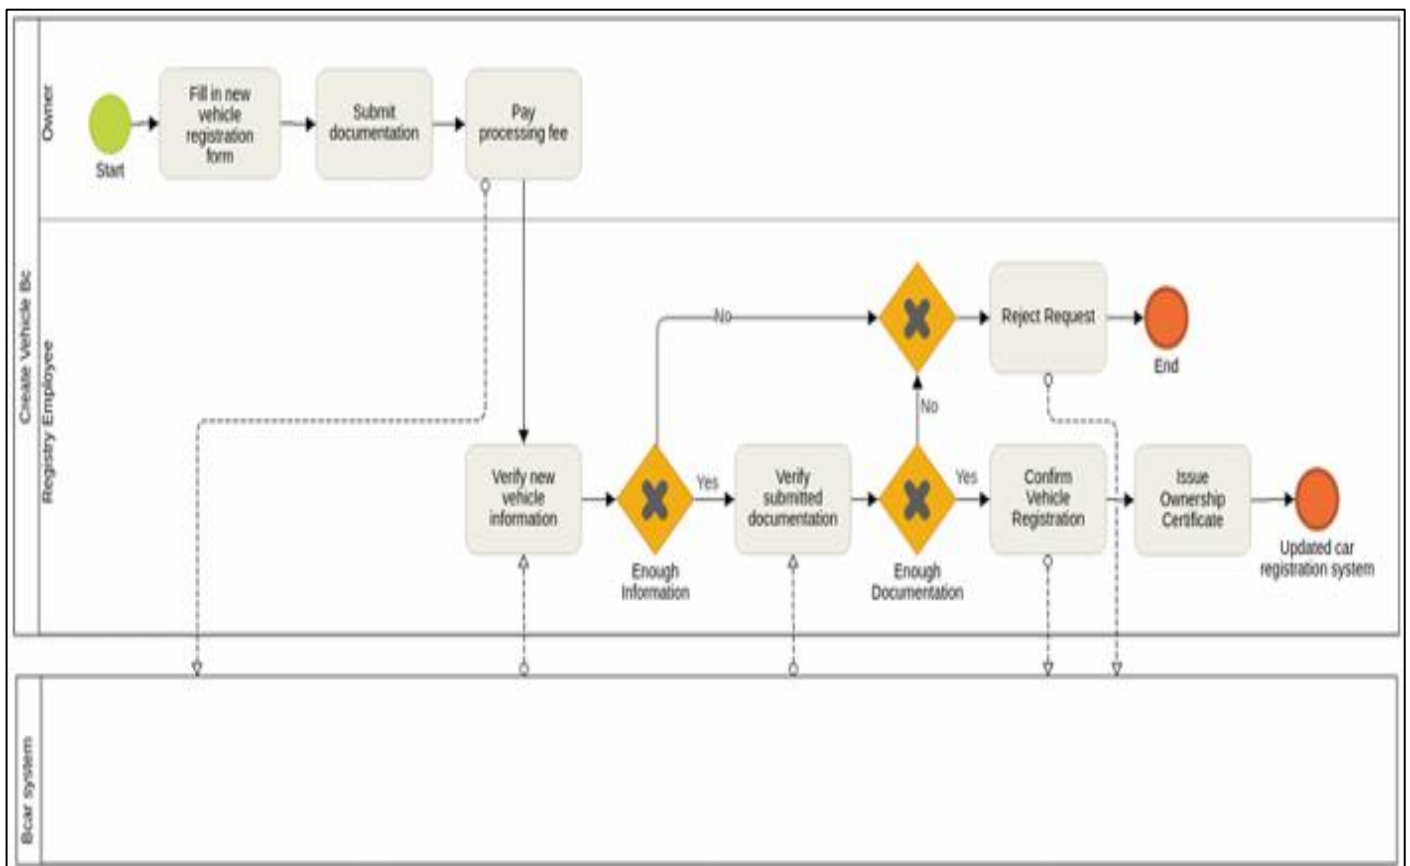 Create Vehicle Bc
Owner
Start
Fill in new
vehicle
registration
form
Submit
documentation
Pay
processing fee
Registry Employee
No
Reject Request
End
No
Verify new
vehicle
information
Yes
Enough
Information
Verify
submitted
documentation
Yes
Enough
Documentation
Confirm
Vehicle
Registration
Issue
Ownership
Certificate
Updated car
registration system
Bcar system